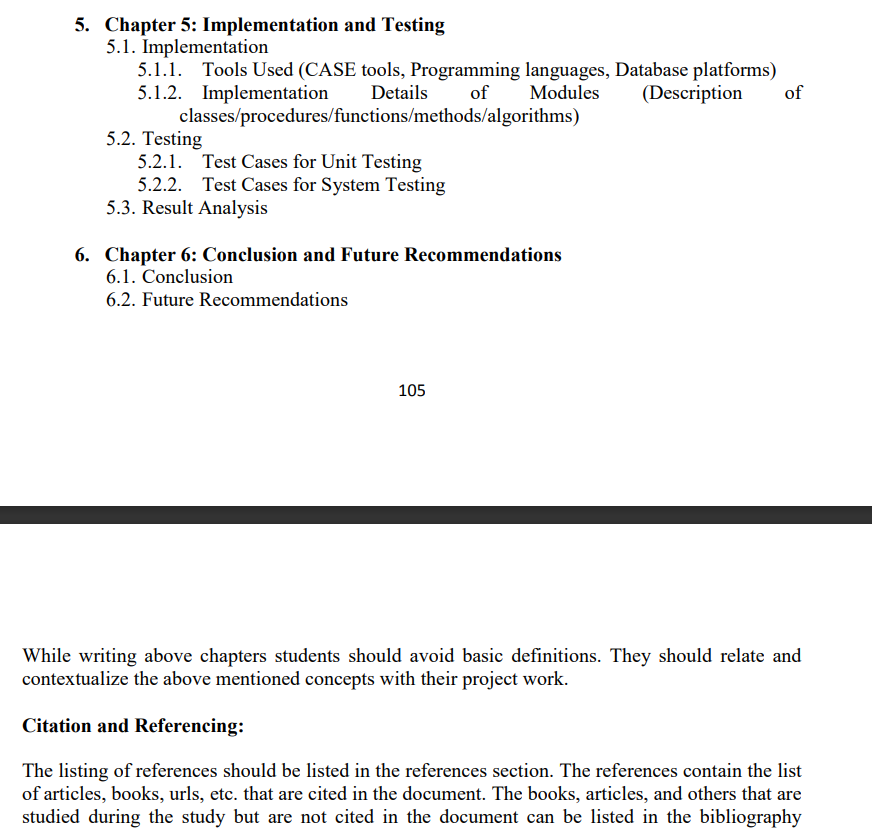 5. Chapter 5: Implementation and Testing
5.1. Implementation
5.1.1. Tools Used (CASE tools, Programming languages, Database platforms)
5.1.2. Implementation Details of Modules (Description of
classes/procedures/functions/methods/algorithms)
5.2. Testing
5.2.1. Test Cases for Unit Testing
5.2.2. Test Cases for System Testing
5.3. Result Analysis
6. Chapter 6: Conclusion and Future Recommendations
6.1. Conclusion
6.2. Future Recommendations
105
While writing above chapters students should avoid basic definitions. They should relate and
contextualize the above mentioned concepts with their project work.
Citation and Referencing:
The listing of references should be listed in the references section. The references contain the list
of articles, books, urls, etc. that are cited in the document. The books, articles, and others that are
studied during the study but are not cited in the document can be listed in the bibliography